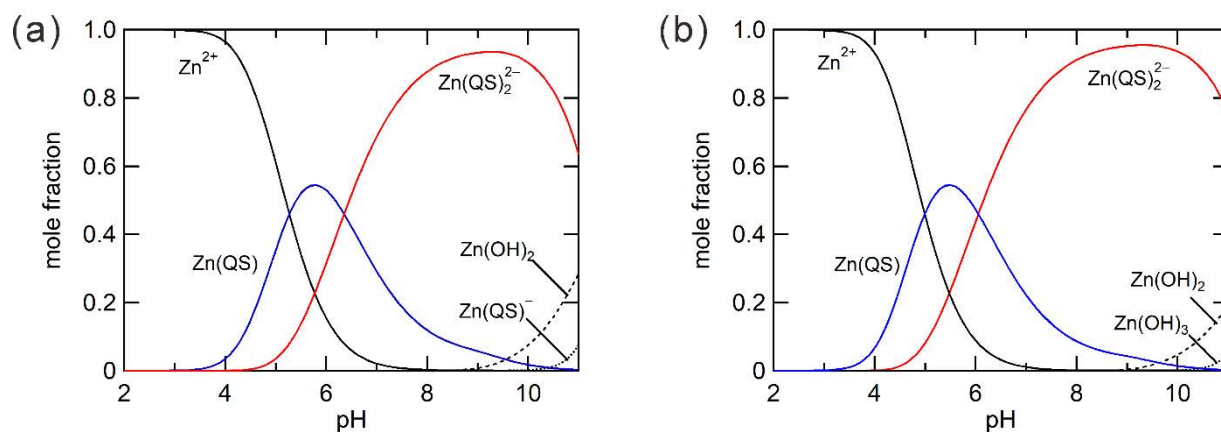 (a)
mole fraction
1.0
0.8
0.6
0.4
0.2
0
2
4
6
8
10
pH
Zn²⁺
Zn(QS)₂²⁻
Zn(QS)
Zn(OH)₂
Zn(QS)⁻
(b)
mole fraction
1.0
0.8
0.6
0.4
0.2
0
2
4
6
8
10
pH
Zn²⁺
Zn(QS)₂²⁻
Zn(QS)
Zn(OH)₂
Zn(OH)₃